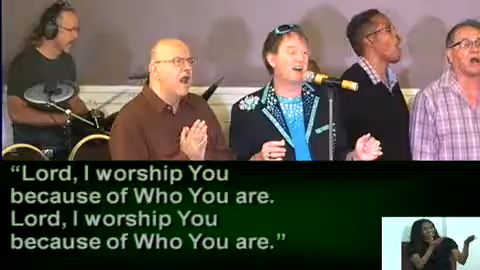 “Lord, I worship You
because of Who You are.
Lord, I worship You
because of Who You are.”